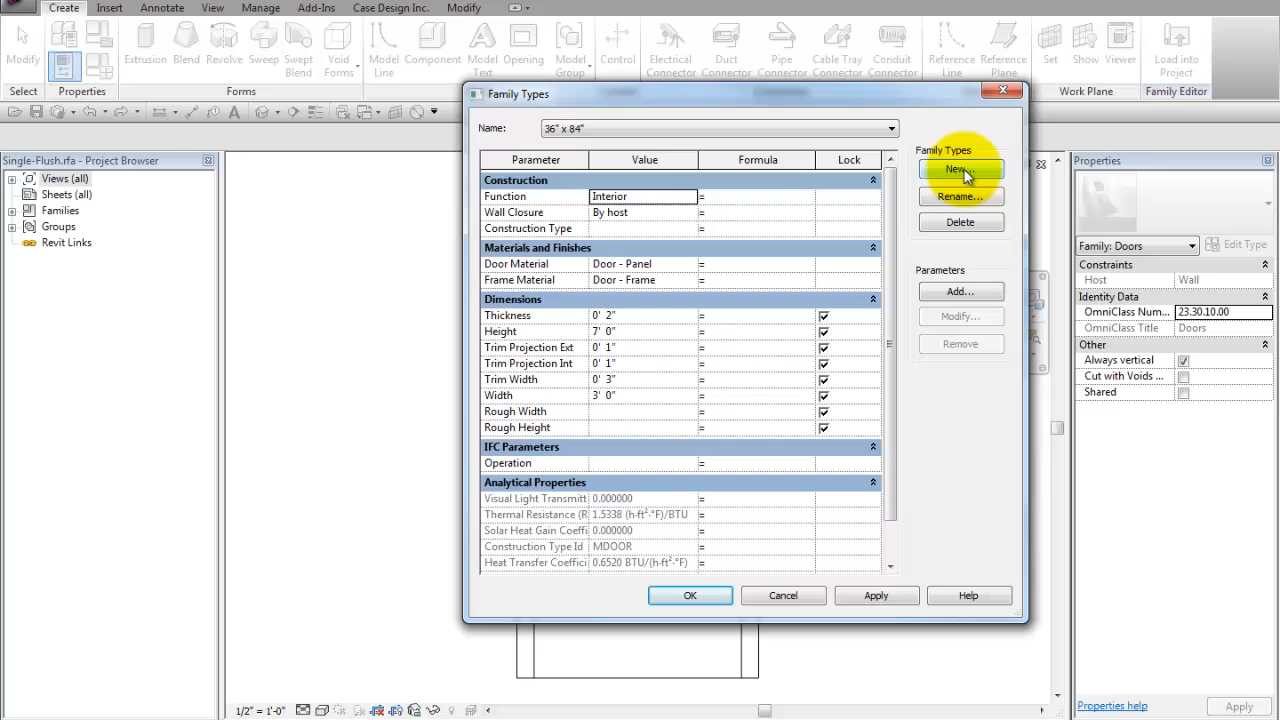 Create Insert Annotate View Manage Add-Ins Case Design Inc. Modify
Modify Extrusion Blend Revolve Sweep Swept Blend Void Forms Model Line Component Model Text Opening Model Group Control Electrical Connector Duct Connector Pipe Connector Cable Tray Connector Conduit Connector Reference Line Reference Plane Set Show Viewer Load into Project
Select Properties Forms Work Plane Family Editor
Family Types
Single-Flush.rfa - Project Browser
Views (all)
Sheets (all)
Families
Groups
Revit Links
Name: 36" x 84"
Parameter Value Formula Lock
Construction
Function Interior =
Wall Closure By host =
Construction Type =
Materials and Finishes
Door Material Door - Panel =
Frame Material Door - Frame =
Dimensions
Thickness 0' 2" =
Height 7' 0" =
Trim Projection Ext 0' 1" =
Trim Projection Int 0' 1" =
Trim Width 0' 3" =
Width 3' 0" =
Rough Width =
Rough Height =
IFC Parameters
Operation =
Analytical Properties
Visual Light Transmitt 0.000000 =
Thermal Resistance (R 1.5338 (h·ft²·°F)/BTU =
Solar Heat Gain Coeffi 0.000000 =
Construction Type Id MDOOR =
Heat Transfer Coeffici 0.6520 BTU/(h·ft²·°F) =
OK Cancel Apply Help
Family Types
New...
Rename...
Delete
Parameters
Add...
Modify...
Remove
Properties
Family: Doors Edit Type
Constraints
Host Wall
Identity Data
OmniClass Num... 23.30.10.00
OmniClass Title Doors
Other
Always vertical
Cut with Voids ...
Shared
1/2" = 1'-0"
Properties help Apply